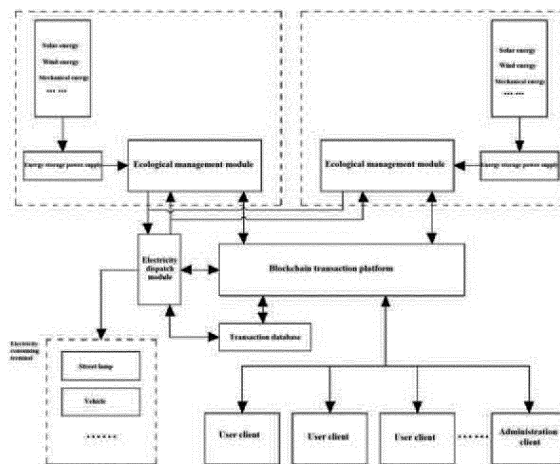 Solar energy
Wind energy
Mechanical energy
... ...
Energy storage power supply
Ecological management module
Solar energy
Wind energy
Mechanical energy
... ...
Energy storage power supply
Ecological management module
Electricity
dispatch
module
Blockchain transaction platform
Transaction database
Electricity
consuming
terminal
Street lamp
Vehicle
......
User client
User client
User client
......
Administration
client